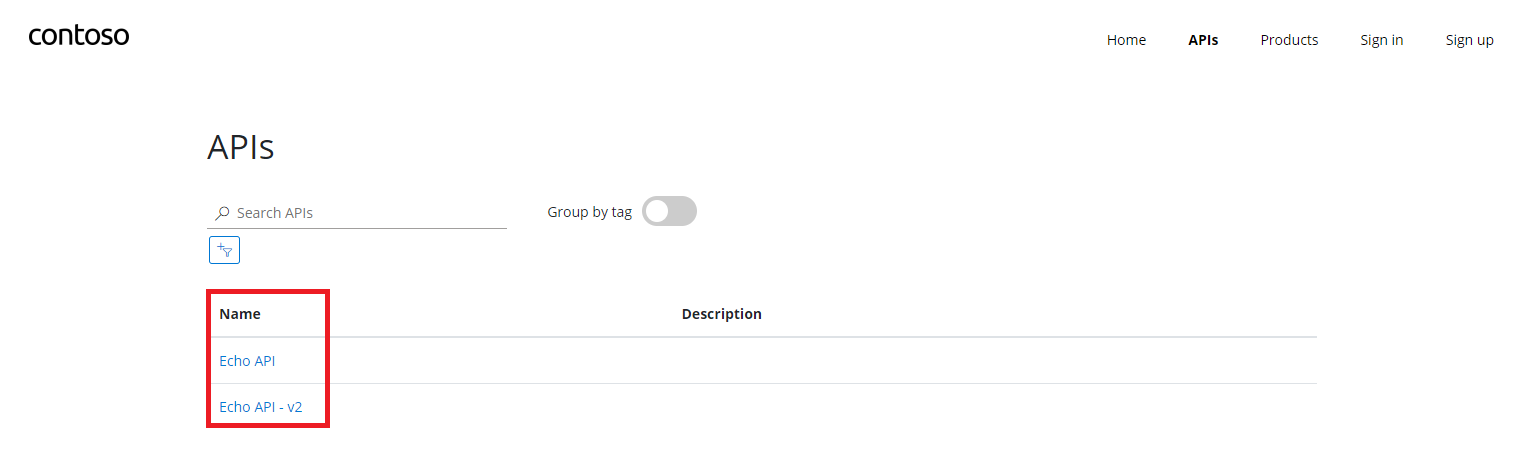 contoso
Home APIs Products Sign in Sign up
APIs
Search APIs
Group by tag
Name Description
Echo API
Echo API - v2